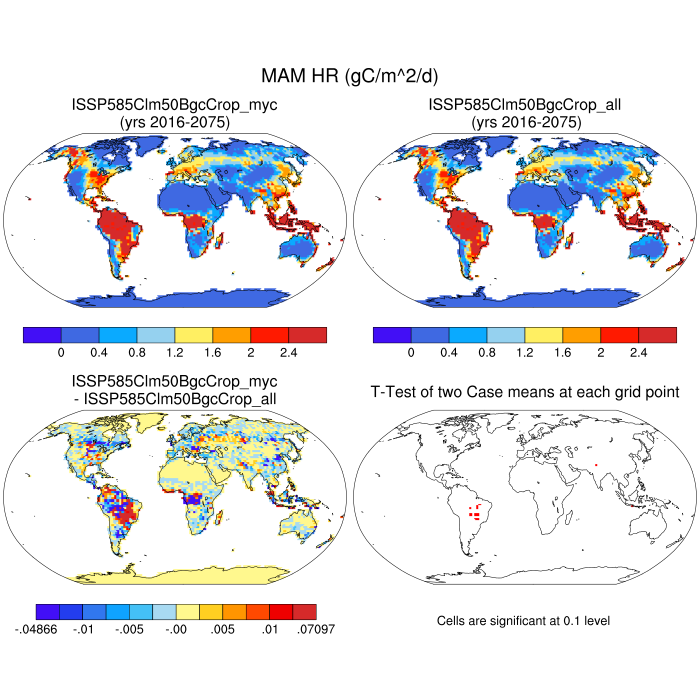 MAM HR (gC/m^2/d)
ISSP585Clm50BgcCrop_myc
(yrs 2016-2075)
ISSP585Clm50BgcCrop_all
(yrs 2016-2075)
0 0.4 0.8 1.2 1.6 2 2.4
0 0.4 0.8 1.2 1.6 2 2.4
ISSP585Clm50BgcCrop_myc
- ISSP585Clm50BgcCrop_all
T-Test of two Case means at each grid point
-.04866 -.01 -.005 -.00 .005 .01 .07097
Cells are significant at 0.1 level